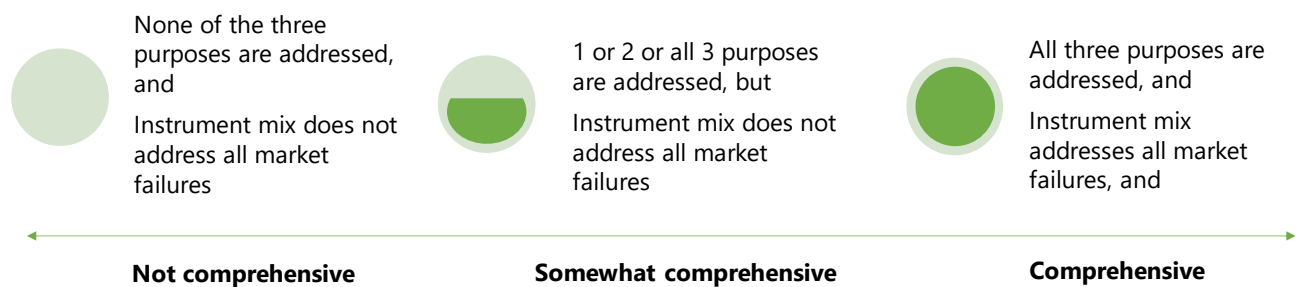 None of the three
purposes are addressed,
and
Instrument mix does not
address all market
failures
1 or 2 or all 3 purposes
are addressed, but
Instrument mix does not
address all market
failures
All three purposes are
addressed, and
Instrument mix
addresses all market
failures, and
Not comprehensive
Somewhat comprehensive
Comprehensive